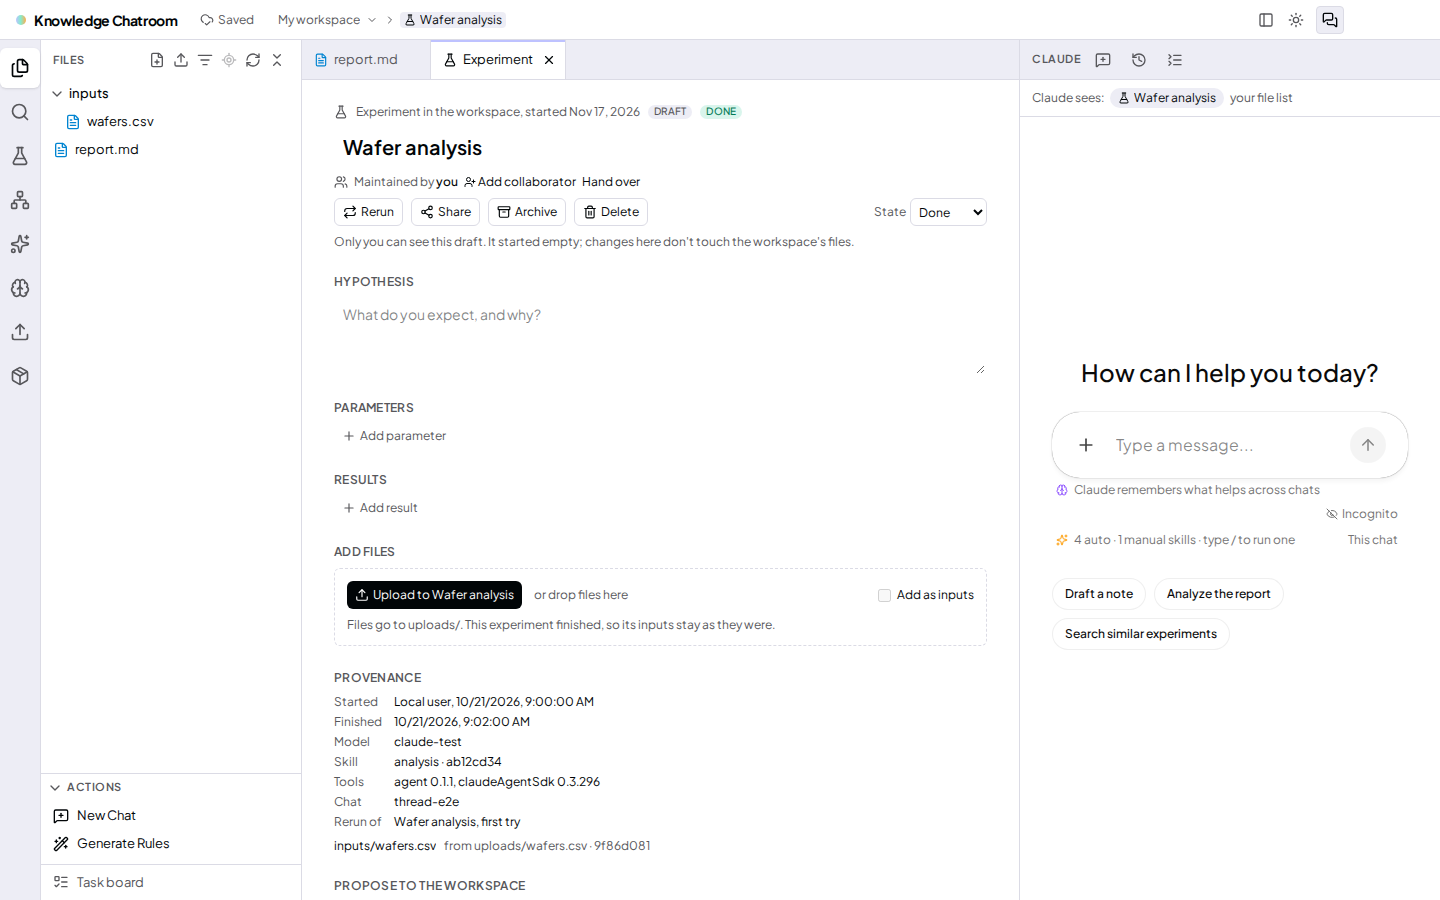 Knowledge Chatroom
Saved
My workspace
Wafer analysis
FILES
inputs
wafers.csv
report.md
ACTIONS
New Chat
Generate Rules
Task board
report.md
Experiment
Experiment in the workspace, started Nov 17, 2026 DRAFT DONE
Wafer analysis
Maintained by you Add collaborator Hand over
Rerun Share Archive Delete State Done
Only you can see this draft. It started empty; changes here don't touch the workspace's files.
HYPOTHESIS
What do you expect, and why?
PARAMETERS
Add parameter
RESULTS
Add result
ADD FILES
Upload to Wafer analysis or drop files here Add as inputs
Files go to uploads/. This experiment finished, so its inputs stay as they were.
PROVENANCE
Started Local user, 10/21/2026, 9:00:00 AM
Finished 10/21/2026, 9:02:00 AM
Model claude-test
Skill analysis · ab12cd34
Tools agent 0.1.1, claudeAgentSdk 0.3.296
Chat thread-e2e
Rerun of Wafer analysis, first try
inputs/wafers.csv from uploads/wafers.csv · 9f86d081
PROPOSE TO THE WORKSPACE
CLAUDE
Claude sees: Wafer analysis your file list
How can I help you today?
Type a message...
Claude remembers what helps across chats
Incognito
4 auto · 1 manual skills · type / to run one This chat
Draft a note Analyze the report
Search similar experiments